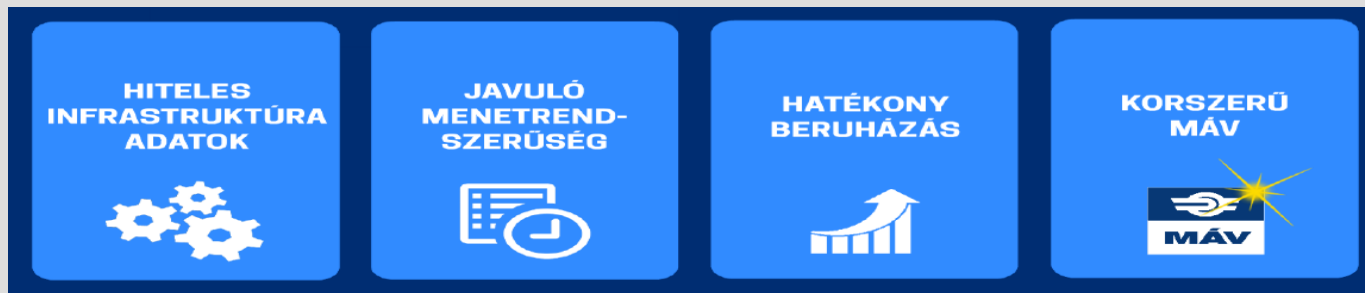 HITELES
INFRASTRUKTÚRA
ADATOK
JAVULÓ
MENETREND-
SZERŰSÉG
HATÉKONY
BERUHÁZÁS
KORSZERŰ
MÁV
MÁV